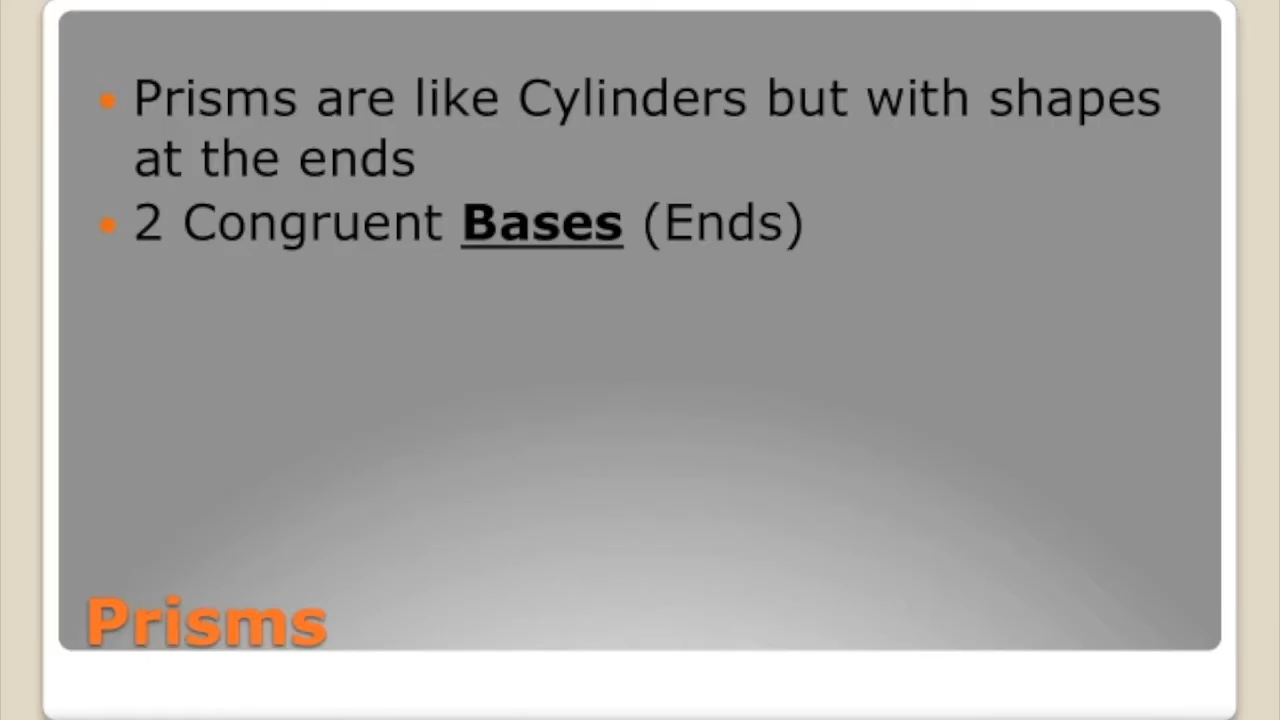 Prisms are like Cylinders but with shapes
at the ends
2 Congruent Bases (Ends)
Prisms